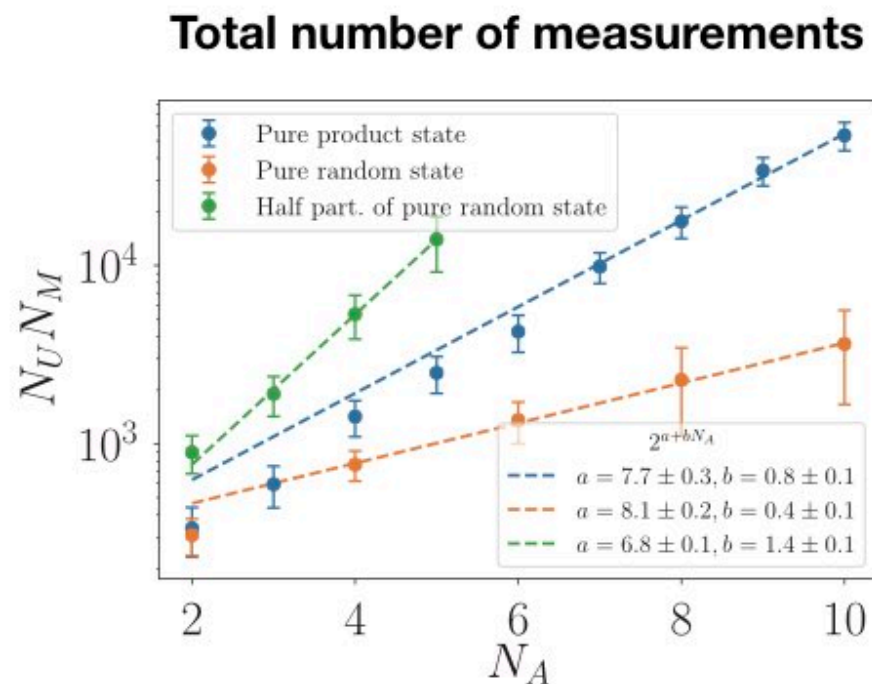 Total number of measurements
Pure product state
Pure random state
Half part. of pure random state
10^4
10^3
N_U N_M
2^{a+bN_A}
a = 7.7 ± 0.3, b = 0.8 ± 0.1
a = 8.1 ± 0.2, b = 0.4 ± 0.1
a = 6.8 ± 0.1, b = 1.4 ± 0.1
2 4 6 8 10
N_A